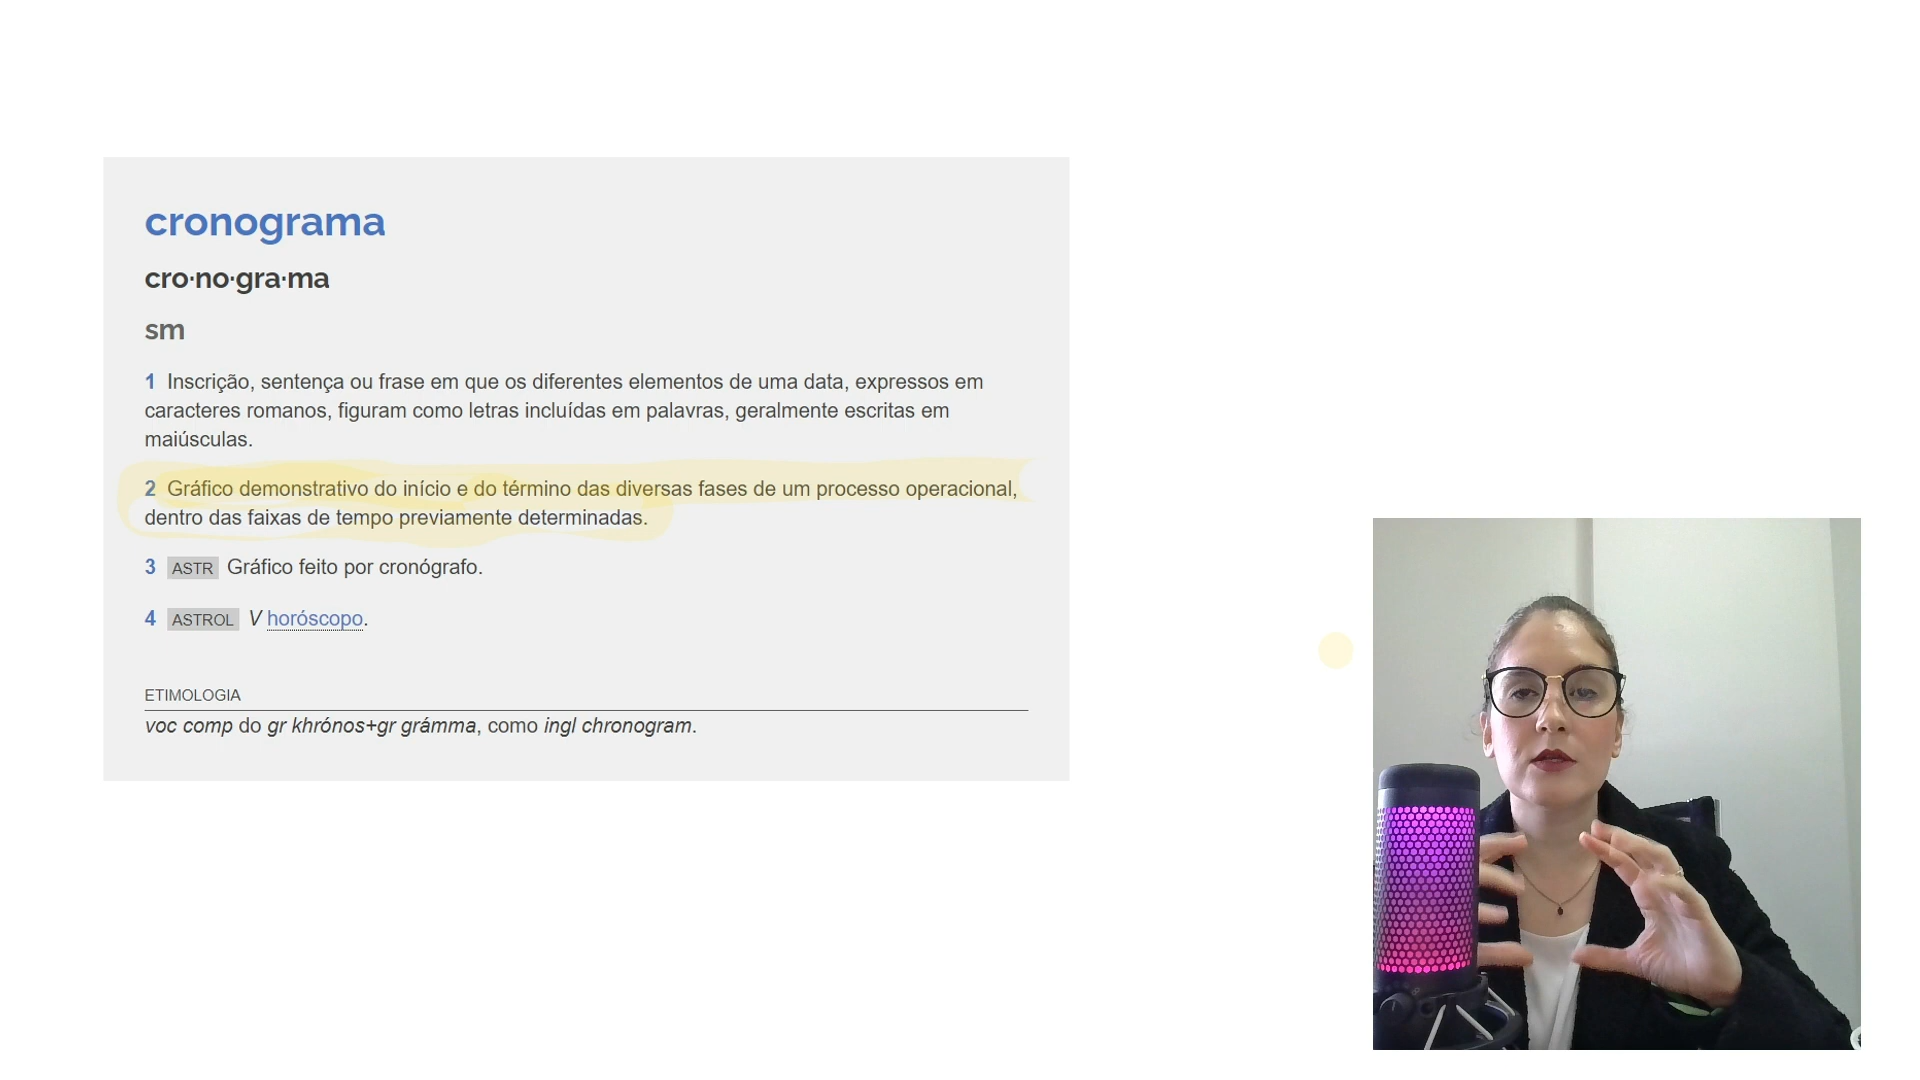 cronograma
cro·no·gra·ma
sm
1 Inscrição, sentença ou frase em que os diferentes elementos de uma data, expressos em
caracteres romanos, figuram como letras incluídas em palavras, geralmente escritas em
maiúsculas.
2 Gráfico demonstrativo do início e do término das diversas fases de um processo operacional,
dentro das faixas de tempo previamente determinadas.
3 ASTR Gráfico feito por cronógrafo.
4 ASTROL V horóscopo.
ETIMOLOGIA
voc comp do gr khrónos+gr grámma, como ingl chronogram.